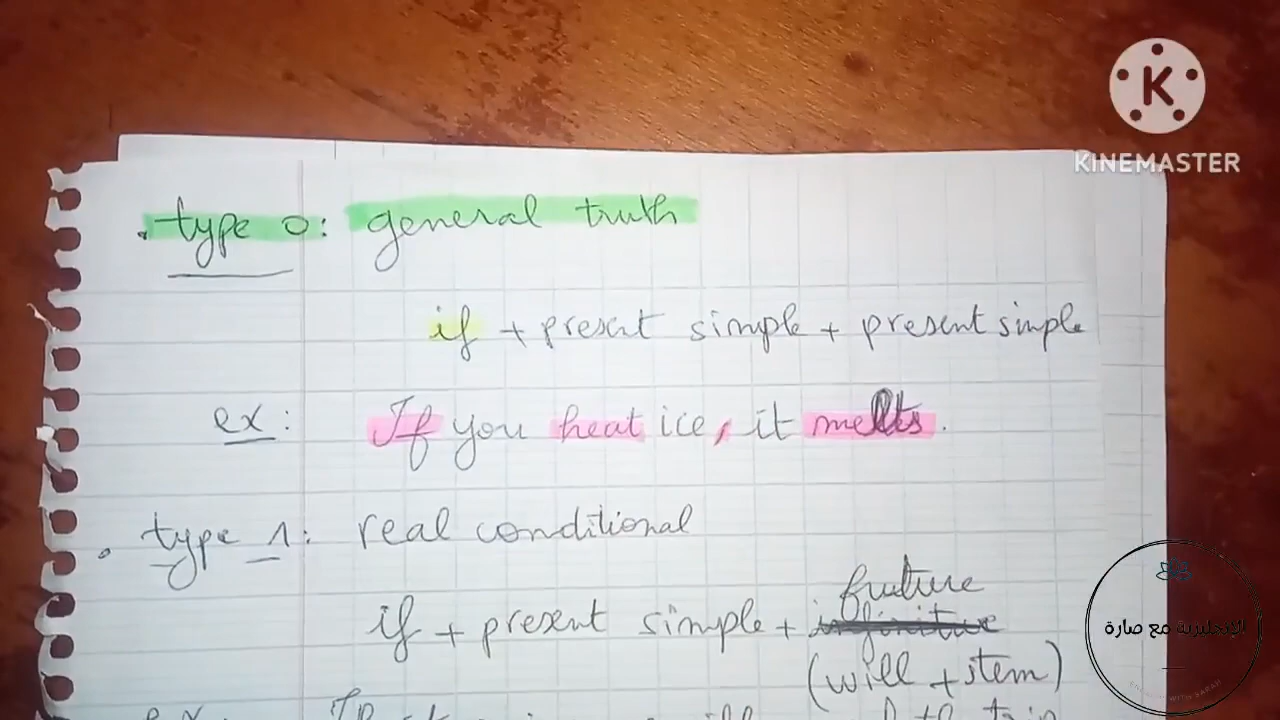 K
KINEMASTER
. type 0: general truth
if + present simple + present simple
ex: If you heat ice, it melts.
. type 1: real conditional
future
if + present simple + infinitive
(will + stem)
الإنجليزية مع صارة